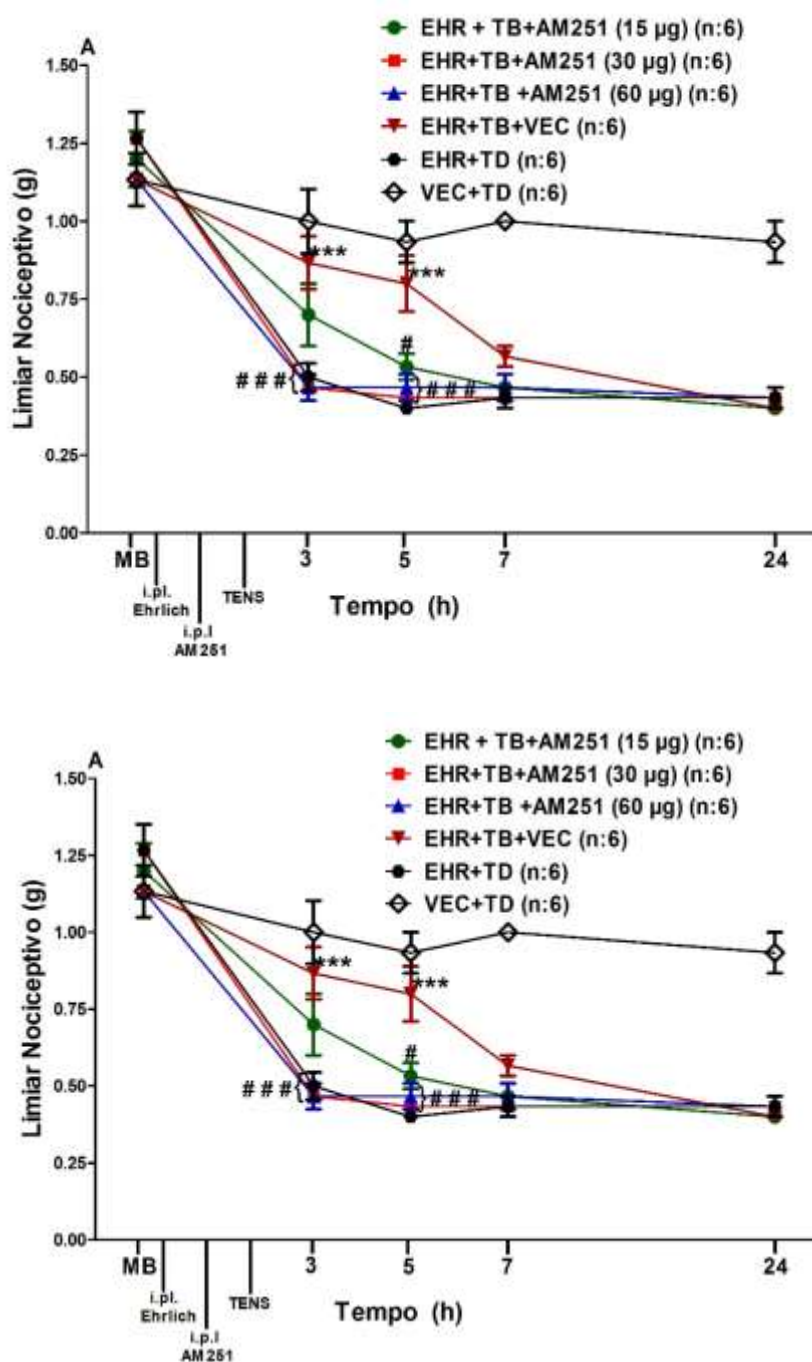 A
EHR + TB+AM251 (15 µg) (n:6)
EHR+TB+AM251 (30 µg) (n:6)
EHR+TB +AM251 (60 µg) (n:6)
EHR+TB+VEC (n:6)
EHR+TD (n:6)
VEC+TD (n:6)
Limiar Nociceptivo (g)
1.50
1.25
1.00
0.75
0.50
0.25
0.00
***
***
#
###
###
MB
3
5
7
24
i.pl.
Ehrlich
i.p.l
AM251
TENS
Tempo (h)
A
EHR + TB+AM251 (15 µg) (n:6)
EHR+TB+AM251 (30 µg) (n:6)
EHR+TB +AM251 (60 µg) (n:6)
EHR+TB+VEC (n:6)
EHR+TD (n:6)
VEC+TD (n:6)
Limiar Nociceptivo (g)
1.50
1.25
1.00
0.75
0.50
0.25
0.00
***
***
#
###
###
MB
3
5
7
24
i.pl.
Ehrlich
i.p.l
AM251
TENS
Tempo (h)